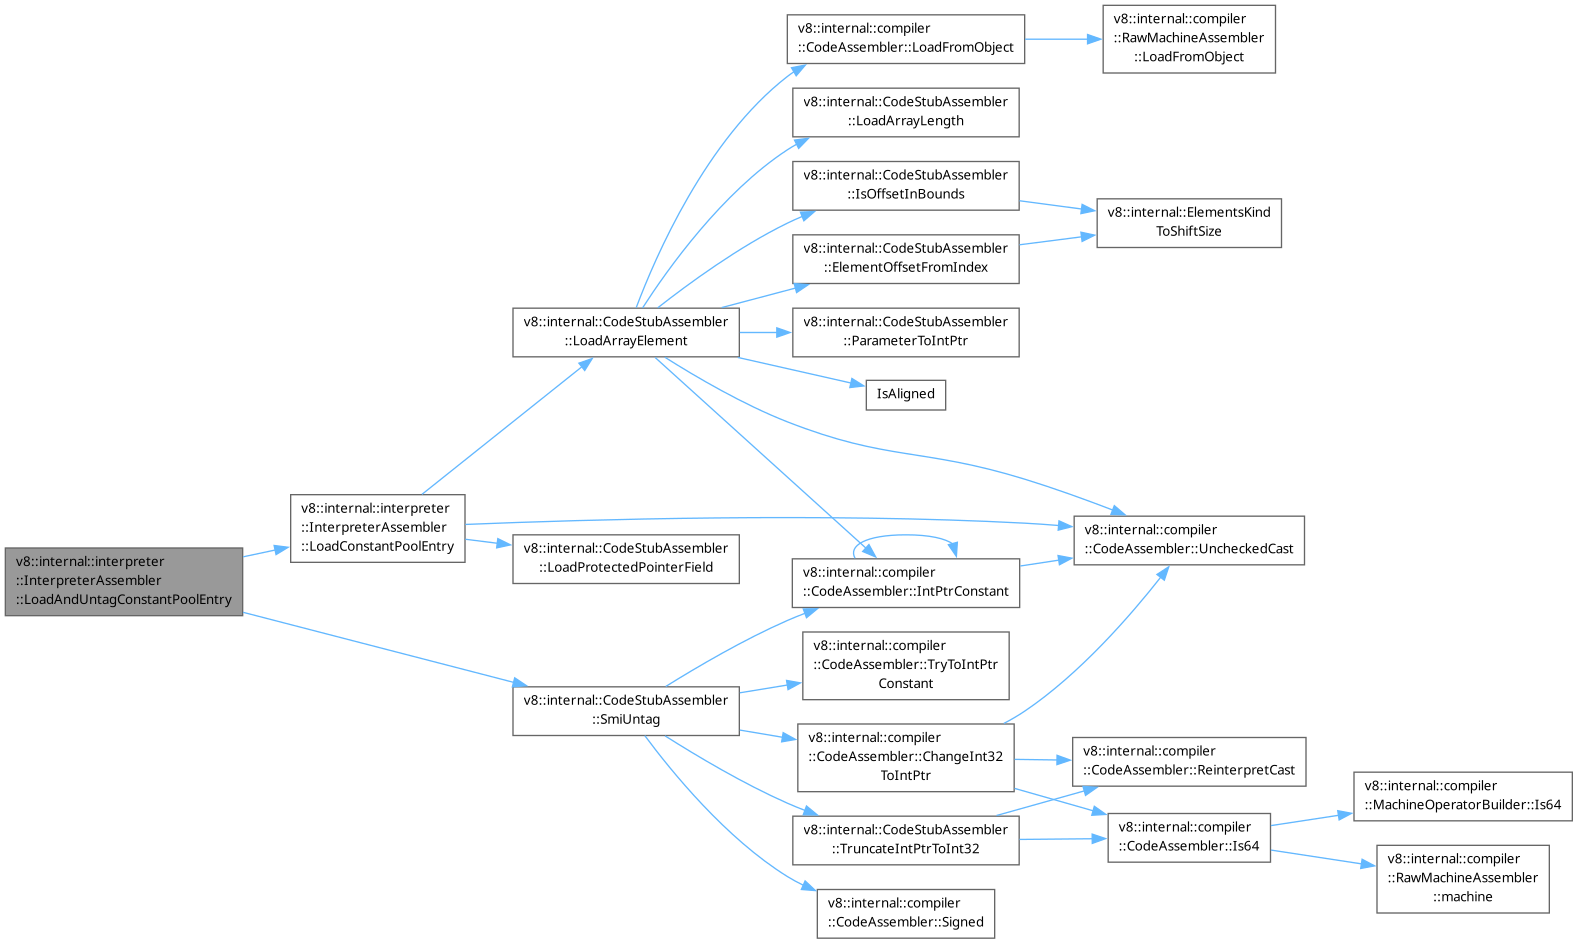 v8::internal::compiler
::CodeAssembler::LoadFromObject
v8::internal::compiler
::RawMachineAssembler
::LoadFromObject
v8::internal::CodeStubAssembler
::LoadArrayLength
v8::internal::CodeStubAssembler
::IsOffsetInBounds
v8::internal::ElementsKind
ToShiftSize
v8::internal::CodeStubAssembler
::ElementOffsetFromIndex
v8::internal::CodeStubAssembler
::LoadArrayElement
v8::internal::CodeStubAssembler
::ParameterToIntPtr
IsAligned
v8::internal::interpreter
::InterpreterAssembler
::LoadConstantPoolEntry
v8::internal::compiler
::CodeAssembler::UncheckedCast
v8::internal::CodeStubAssembler
::LoadProtectedPointerField
v8::internal::interpreter
::InterpreterAssembler
::LoadAndUntagConstantPoolEntry
v8::internal::compiler
::CodeAssembler::IntPtrConstant
v8::internal::compiler
::CodeAssembler::TryToIntPtr
Constant
v8::internal::CodeStubAssembler
::SmiUntag
v8::internal::compiler
::CodeAssembler::ChangeInt32
ToIntPtr
v8::internal::compiler
::CodeAssembler::ReinterpretCast
v8::internal::compiler
::MachineOperatorBuilder::Is64
v8::internal::CodeStubAssembler
::TruncateIntPtrToInt32
v8::internal::compiler
::CodeAssembler::Is64
v8::internal::compiler
::RawMachineAssembler
::machine
v8::internal::compiler
::CodeAssembler::Signed